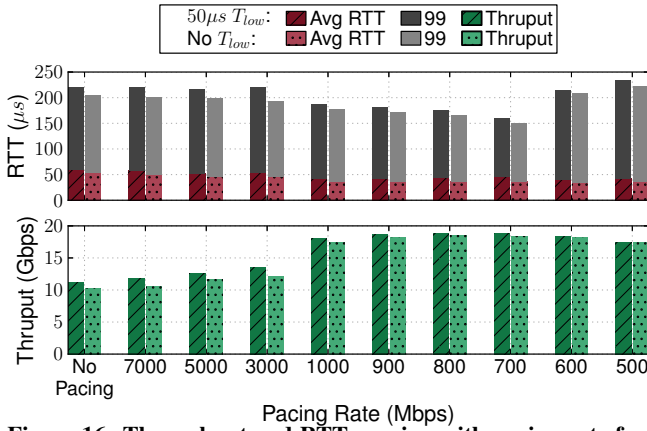 50μs T_low: Avg RTT 99 Thruput
No T_low: Avg RTT 99 Thruput
250
200
150
100
50
0
RTT (μs)
20
15
10
5
0
Thruput (Gbps)
No Pacing 7000 5000 3000 1000 900 800 700 600 500
Pacing Rate (Mbps)